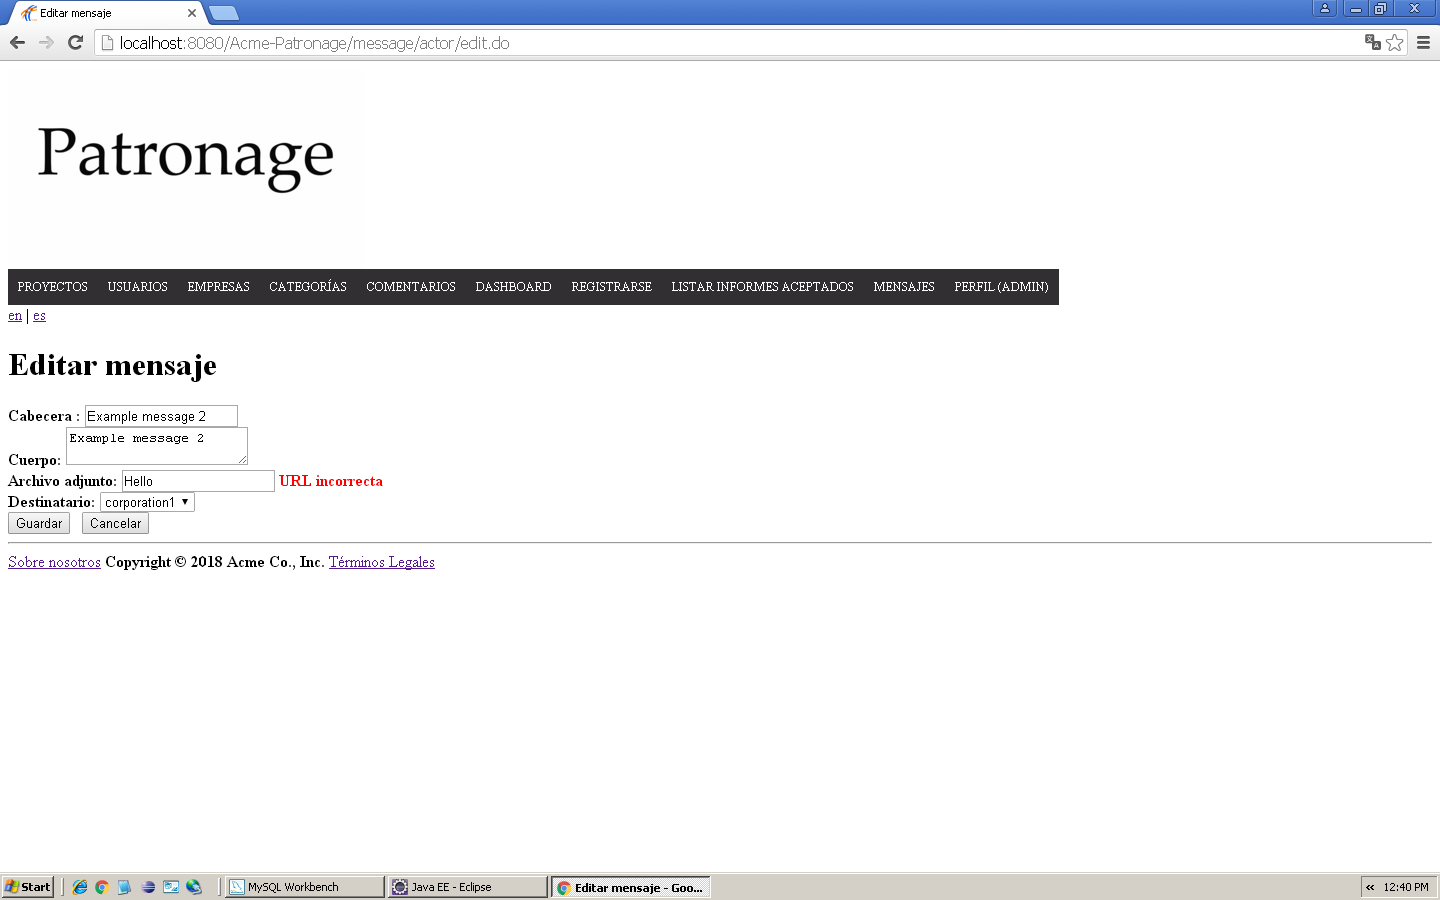 Editar mensaje
localhost:8080/Acme-Patronage/message/actor/edit.do
Patronage
PROYECTOS USUARIOS EMPRESAS CATEGORÍAS COMENTARIOS DASHBOARD REGISTRARSE LISTAR INFORMES ACEPTADOS MENSAJES PERFIL (ADMIN)
en | es
Editar mensaje
Cabecera : Example message 2
Cuerpo: Example message 2
Archivo adjunto: Hello URL incorrecta
Destinatario: corporation1
Guardar Cancelar
Sobre nosotros Copyright © 2018 Acme Co., Inc. Términos Legales
Start MySQL Workbench Java EE - Eclipse Editar mensaje - Goo... « 12:40 PM